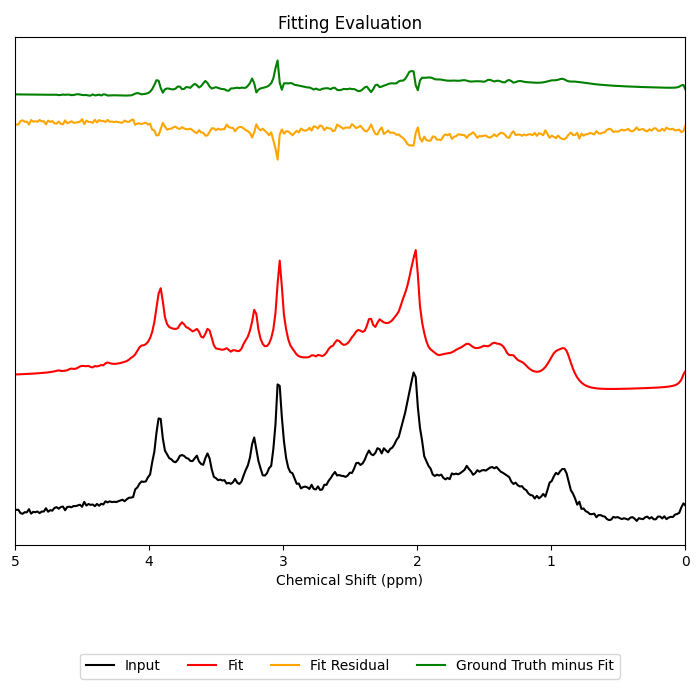 Fitting Evaluation
5 4 3 2 1 0
Chemical Shift (ppm)
Input Fit Fit Residual Ground Truth minus Fit